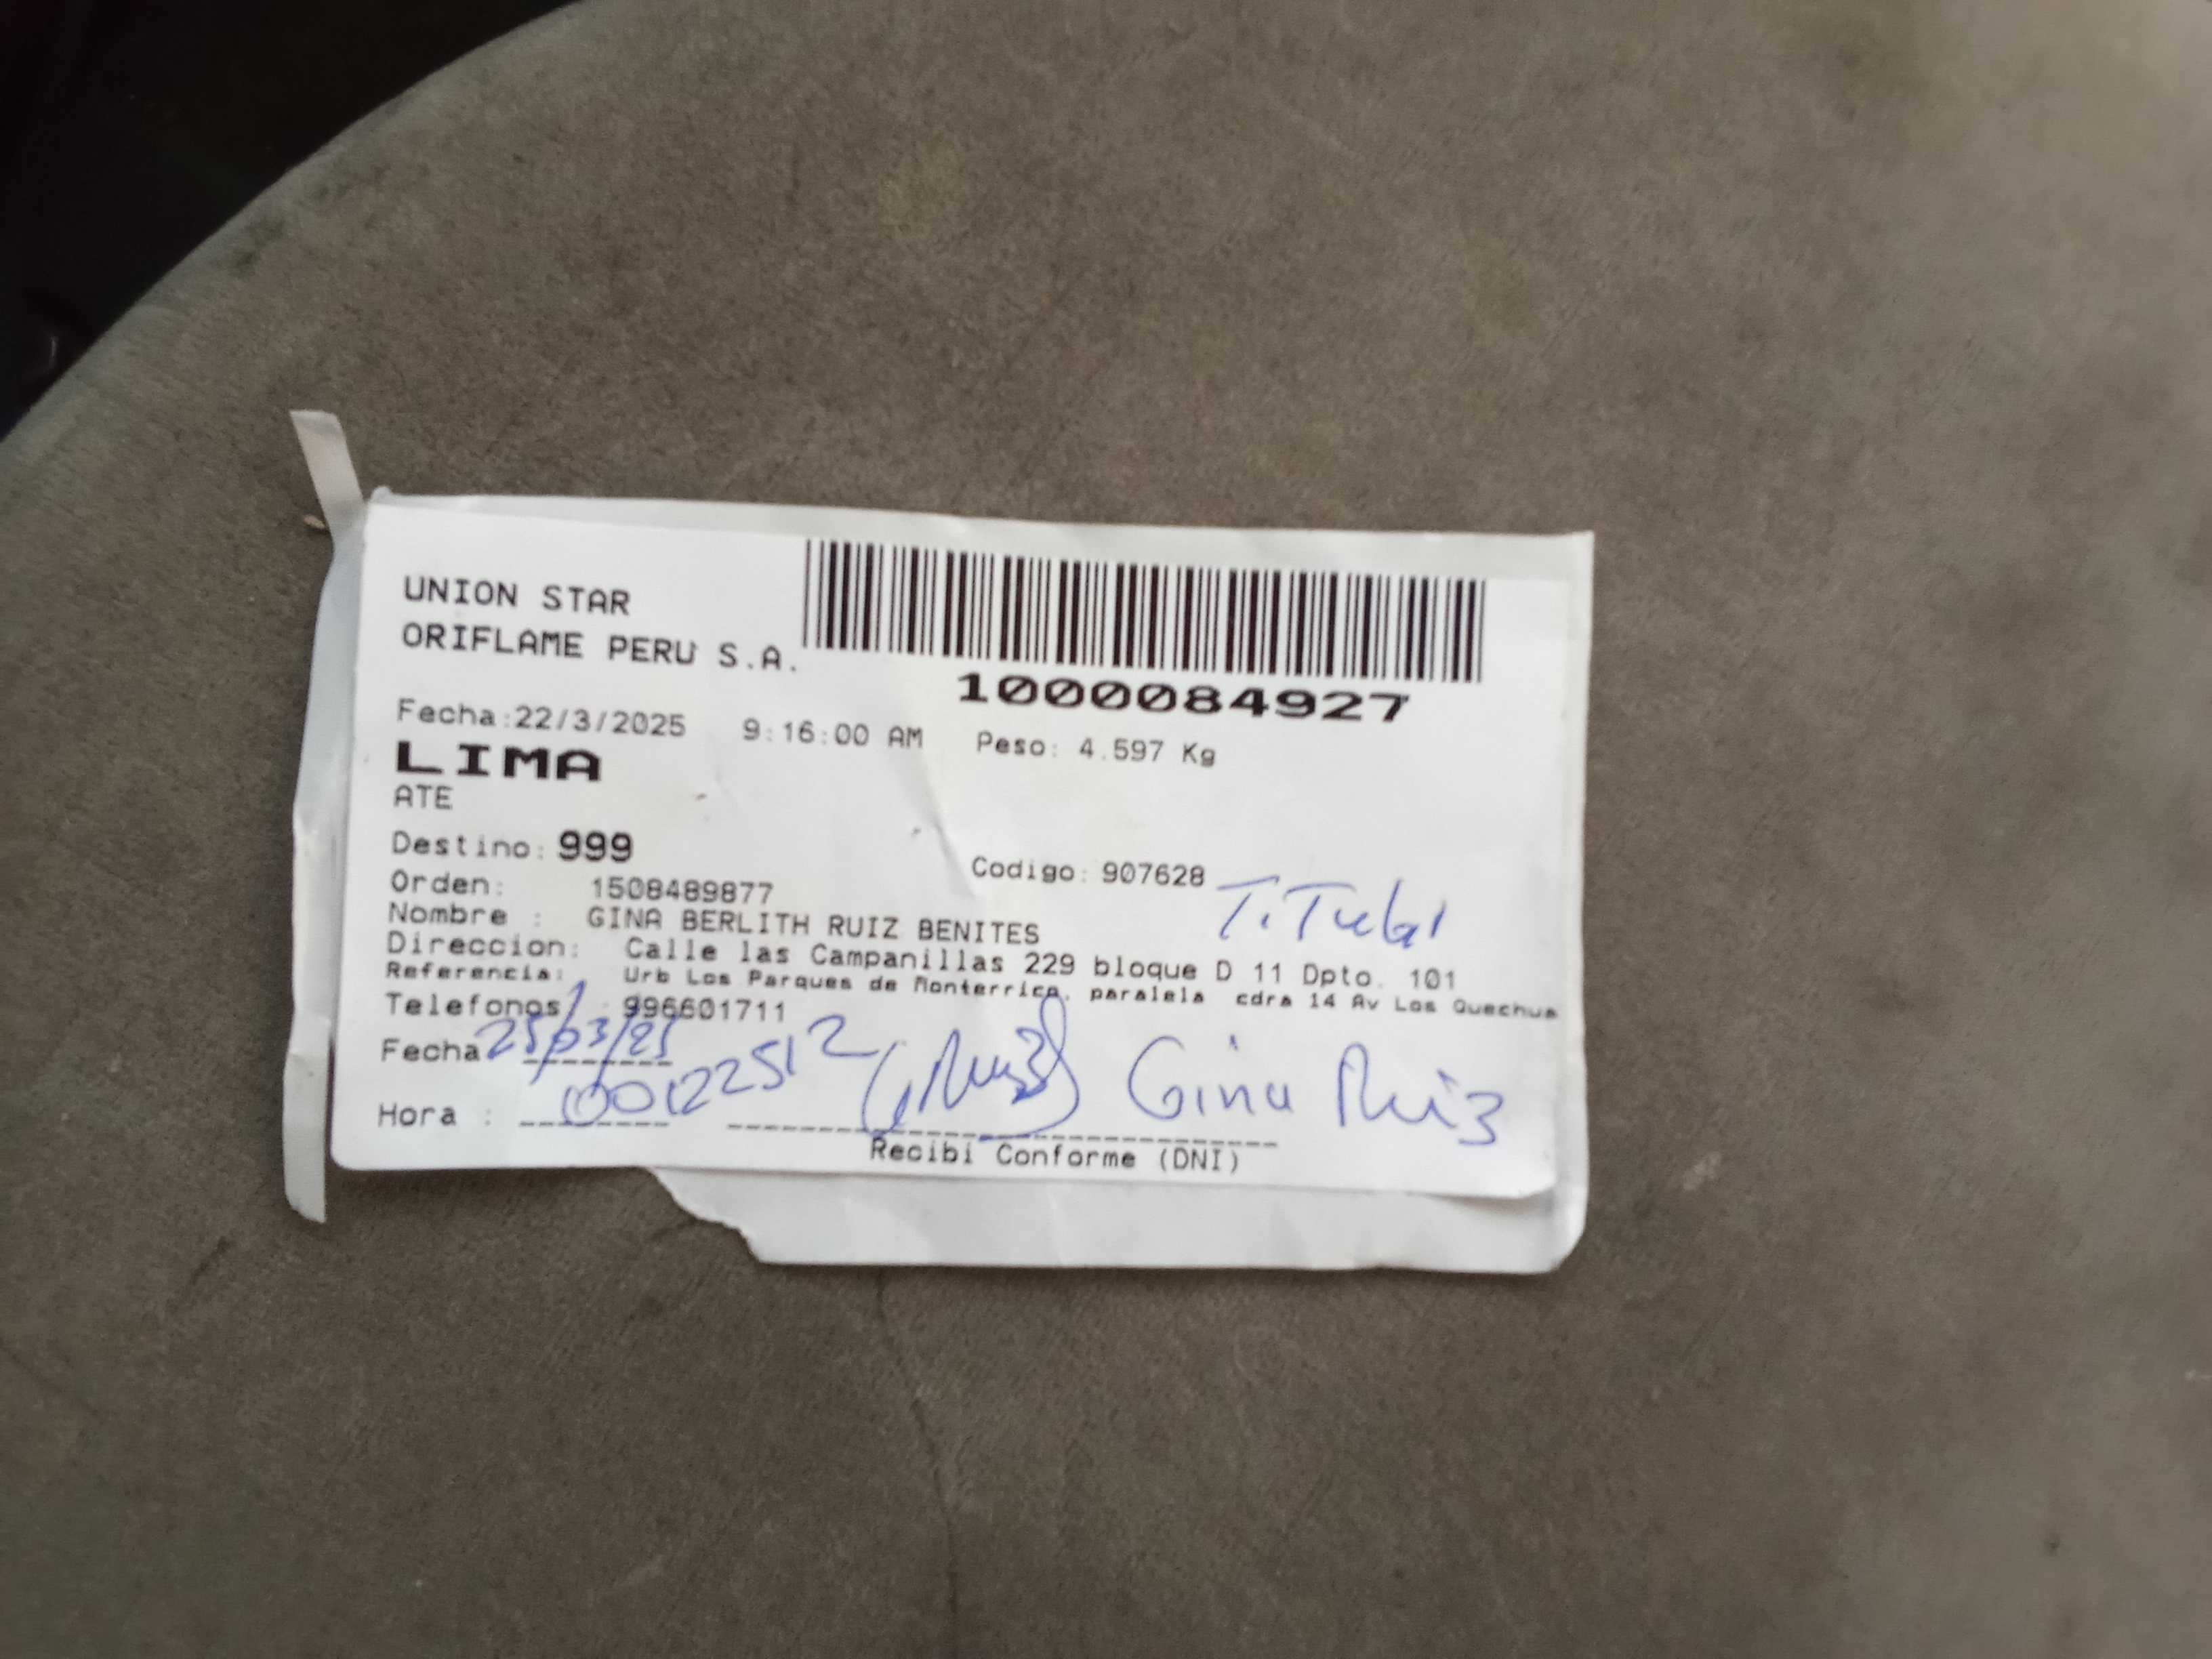 UNION STAR
ORIFLAME PERU S.A.
1000084927
Fecha:22/3/2025 9:16:00 AM Peso: 4.597 Kg
LIMA
ATE
Destino: 999
Codigo: 907628
Orden: 1508489877
Nombre : GINA BERLITH RUIZ BENITES
Direccion: Calle las Campanillas 229 bloque D 11 Dpto. 101
Referencia: Urb Los Parques de Monterrico, paralela cdra 14 Av Los Quechua
Telefonos: 996601711
Fecha 25/03/25
Hora : 100122512 Gina Ruiz
Recibi Conforme (DNI)